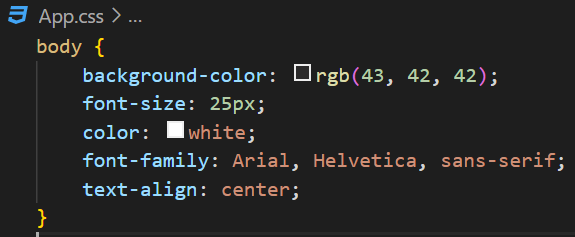 App.css > ...
body {
    background-color: rgb(43, 42, 42);
    font-size: 25px;
    color: white;
    font-family: Arial, Helvetica, sans-serif;
    text-align: center;
}